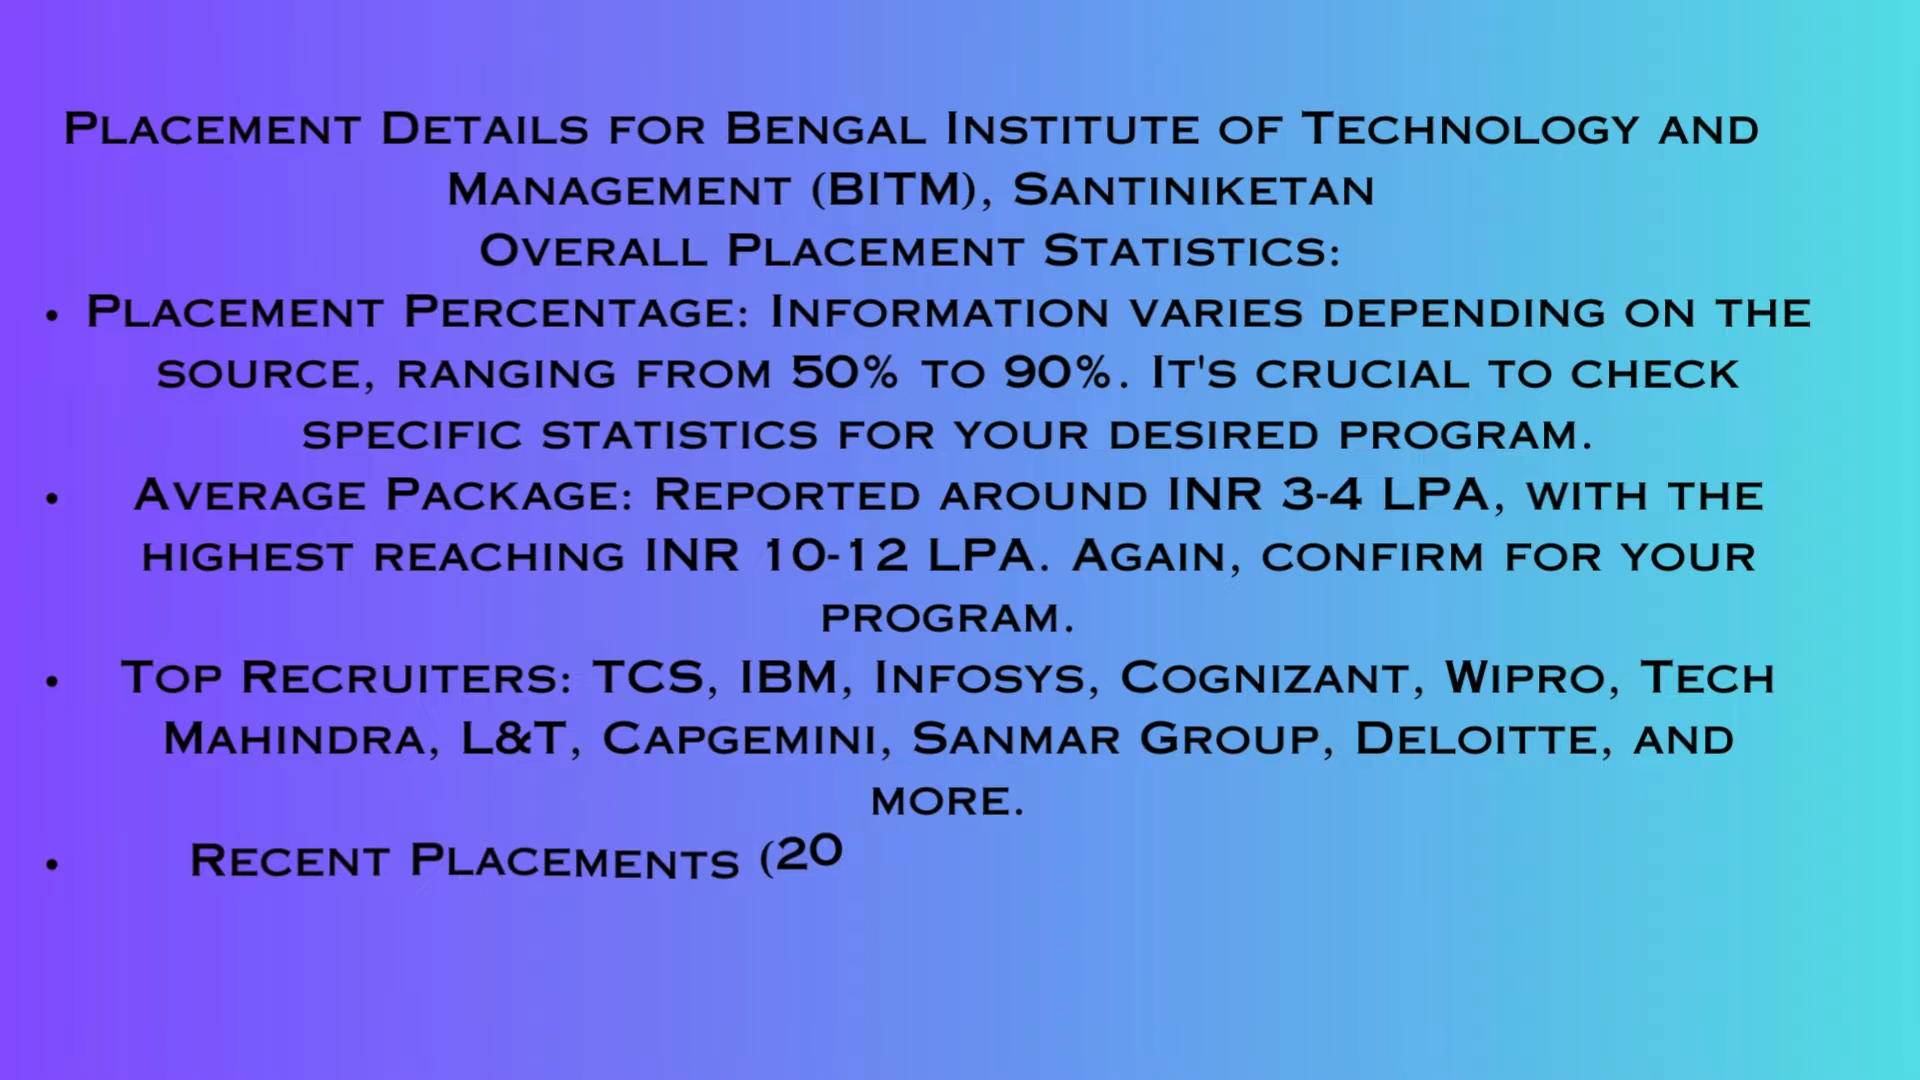 Placement Details for Bengal Institute of Technology and
Management (BITM), Santiniketan
Overall Placement Statistics:
• Placement Percentage: Information varies depending on the
source, ranging from 50% to 90%. It's crucial to check
specific statistics for your desired program.
• Average Package: Reported around INR 3-4 LPA, with the
highest reaching INR 10-12 LPA. Again, confirm for your
program.
• Top Recruiters: TCS, IBM, Infosys, Cognizant, Wipro, Tech
Mahindra, L&T, Capgemini, Sanmar Group, Deloitte, and
more.
• Recent Placements (20